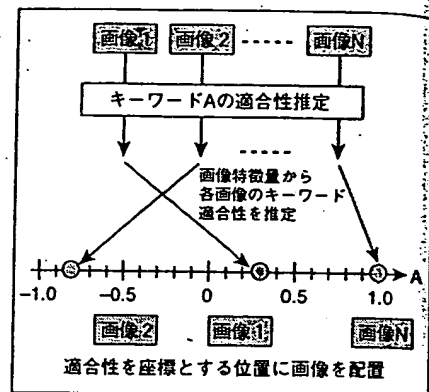 画像1 画像2 ----- 画像N
キーワードAの適合性推定
-----
画像特徴量から
各画像のキーワード
適合性を推定
A
-1.0 -0.5 0 0.5 1.0
画像2 画像1 画像N
適合性を座標とする位置に画像を配置